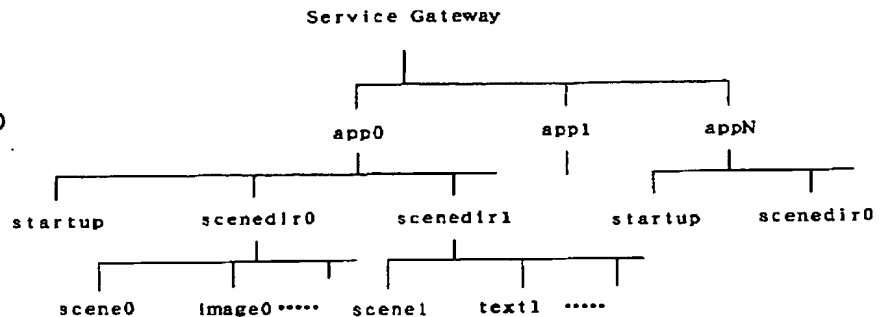 Service Gateway
app0 app1 appN
startup scenedir0 scenedir1 startup scenedir0
scene0 image0 ····· scene1 text1 ·····